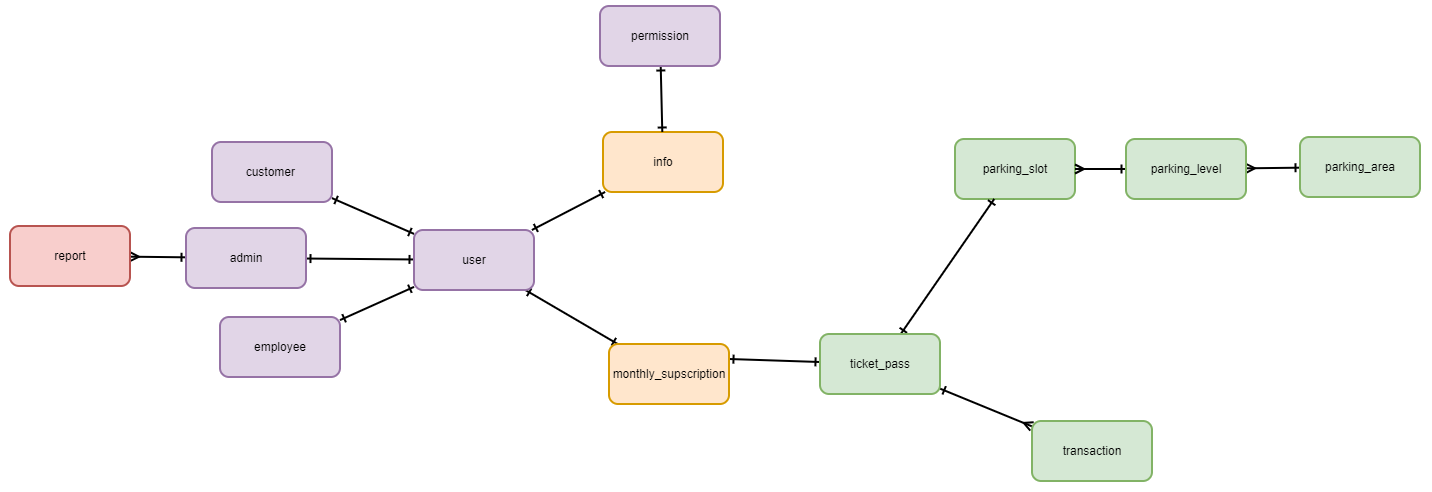 permission
customer
info
parking_slot
parking_level
parking_area
report
admin
user
employee
monthly_supscription
ticket_pass
transaction